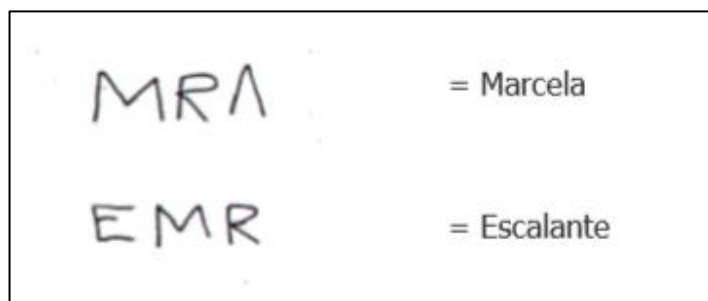 MRΛ = Marcela
EMR = Escalante